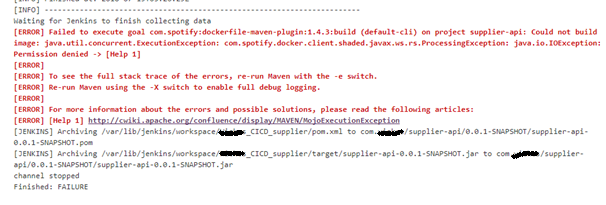 [INFO] ------------------------------------------------------------------------
Waiting for Jenkins to finish collecting data
[ERROR] Failed to execute goal com.spotify:dockerfile-maven-plugin:1.4.3:build (default-cli) on project supplier-api: Could not build
image: java.util.concurrent.ExecutionException: com.spotify.docker.client.shaded.javax.ws.rs.ProcessingException: java.io.IOException:
Permission denied -> [Help 1]
[ERROR]
[ERROR] To see the full stack trace of the errors, re-run Maven with the -e switch.
[ERROR] Re-run Maven using the -X switch to enable full debug logging.
[ERROR]
[ERROR] For more information about the errors and possible solutions, please read the following articles:
[ERROR] [Help 1] http://cwiki.apache.org/confluence/display/MAVEN/MojoExecutionException
[JENKINS] Archiving /var/lib/jenkins/workspace/ _CICD_supplier/pom.xml to com. /supplier-api/0.0.1-SNAPSHOT/supplier-api-
0.0.1-SNAPSHOT.pom
[JENKINS] Archiving /var/lib/jenkins/workspace/ _CICD_supplier/target/supplier-api-0.0.1-SNAPSHOT.jar to com. /supplier-
api/0.0.1-SNAPSHOT/supplier-api-0.0.1-SNAPSHOT.jar
channel stopped
Finished: FAILURE